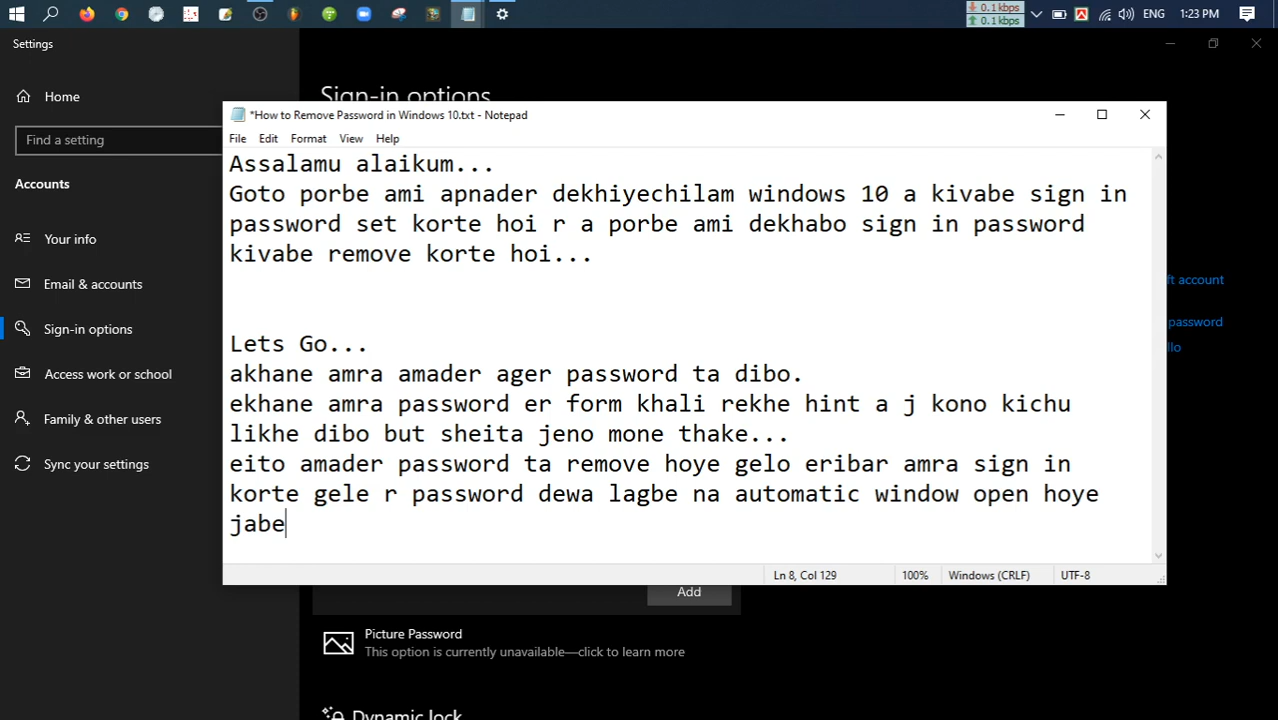 0.1 kbps
0.1 kbps
ENG
1:23 PM
Settings
Home
Find a setting
Accounts
Your info
Email & accounts
Sign-in options
Access work or school
Family & other users
Sync your settings
Sign-in options
*How to Remove Password in Windows 10.txt - Notepad
File Edit Format View Help
Assalamu alaikum...
Goto porbe ami apnader dekhiyechilam windows 10 a kivabe sign in
password set korte hoi r a porbe ami dekhabo sign in password
kivabe remove korte hoi...
Lets Go...
akhane amra amader ager password ta dibo.
ekhane amra password er form khali rekhe hint a j kono kichu
likhe dibo but sheita jeno mone thake...
eito amader password ta remove hoye gelo eribar amra sign in
korte gele r password dewa lagbe na automatic window open hoye
jabe
Ln 8, Col 129 100% Windows (CRLF) UTF-8
ft account
password
llo
Add
Picture Password
This option is currently unavailable—click to learn more
Dynamic lock